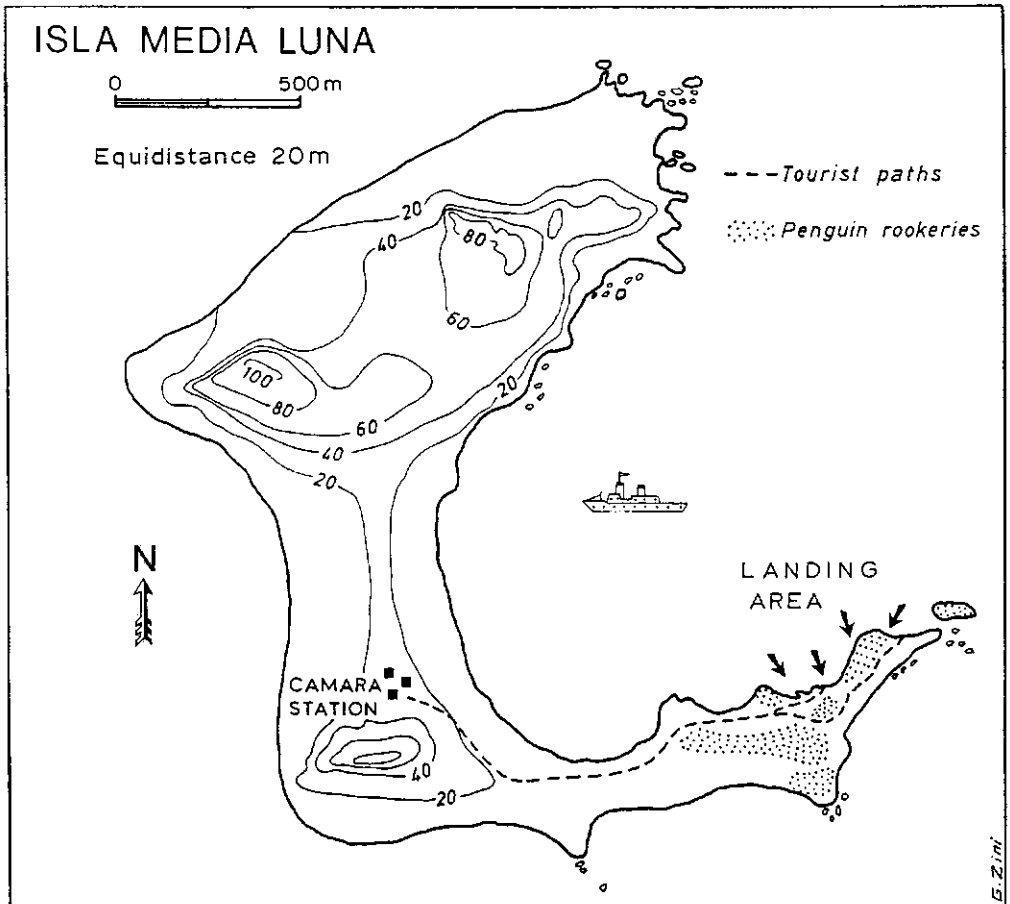 ISLA MEDIA LUNA
0 500m
Equidistance 20m
---Tourist paths
Penguin rookeries
20
40
80
60
100
80
60
40
20
20
N
LANDING
AREA
CAMARA
STATION
40
20
G. Zini